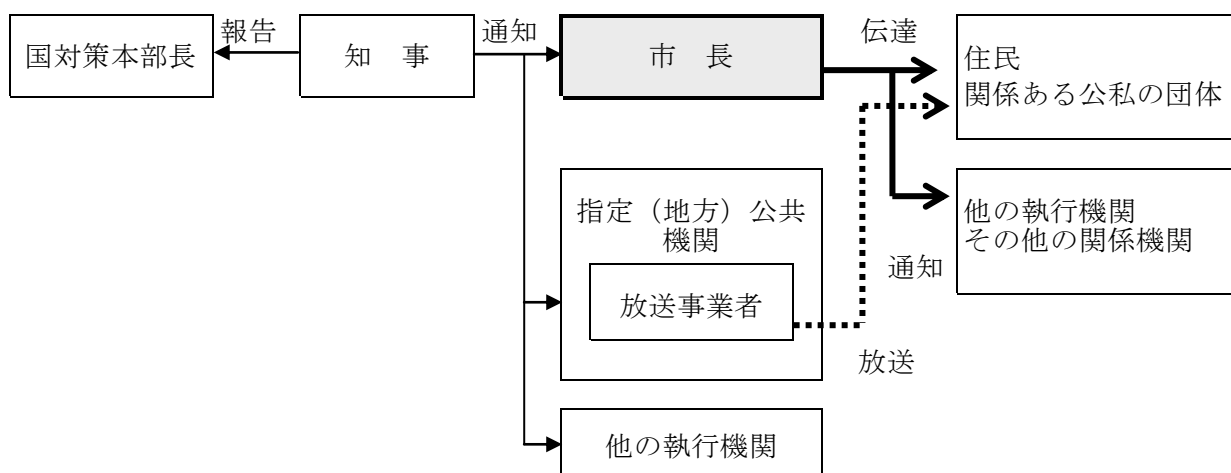 報告
通知
伝達
国対策本部長
知　事
市　長
住民
関係ある公私の団体
指定（地方）公共
機関
放送事業者
他の執行機関
その他の関係機関
通知
放送
他の執行機関